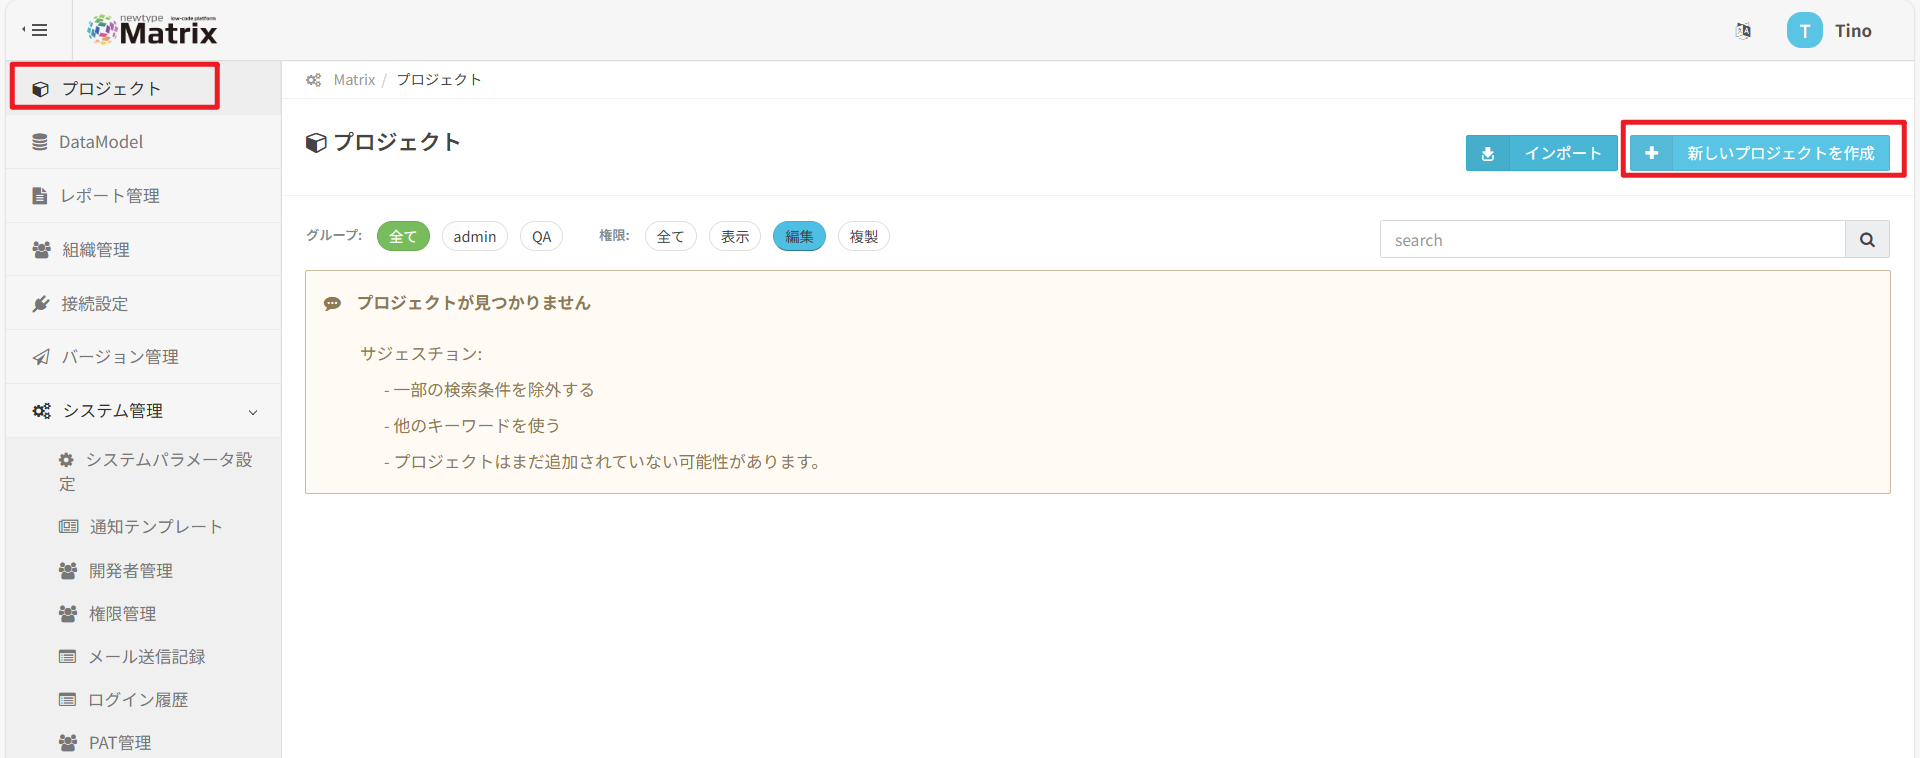 newtype low-code platform
Matrix
T
Tino
プロジェクト
DataModel
レポート管理
組織管理
接続設定
バージョン管理
システム管理
システムパラメータ設
定
通知テンプレート
開発者管理
権限管理
メール送信記録
ログイン履歴
PAT管理
Matrix / プロジェクト
プロジェクト
インポート
新しいプロジェクトを作成
グループ: 全て admin QA 権限: 全て 表示 編集 複製
search
プロジェクトが見つかりません
サジェスチョン:
- 一部の検索条件を除外する
- 他のキーワードを使う
- プロジェクトはまだ追加されていない可能性があります。